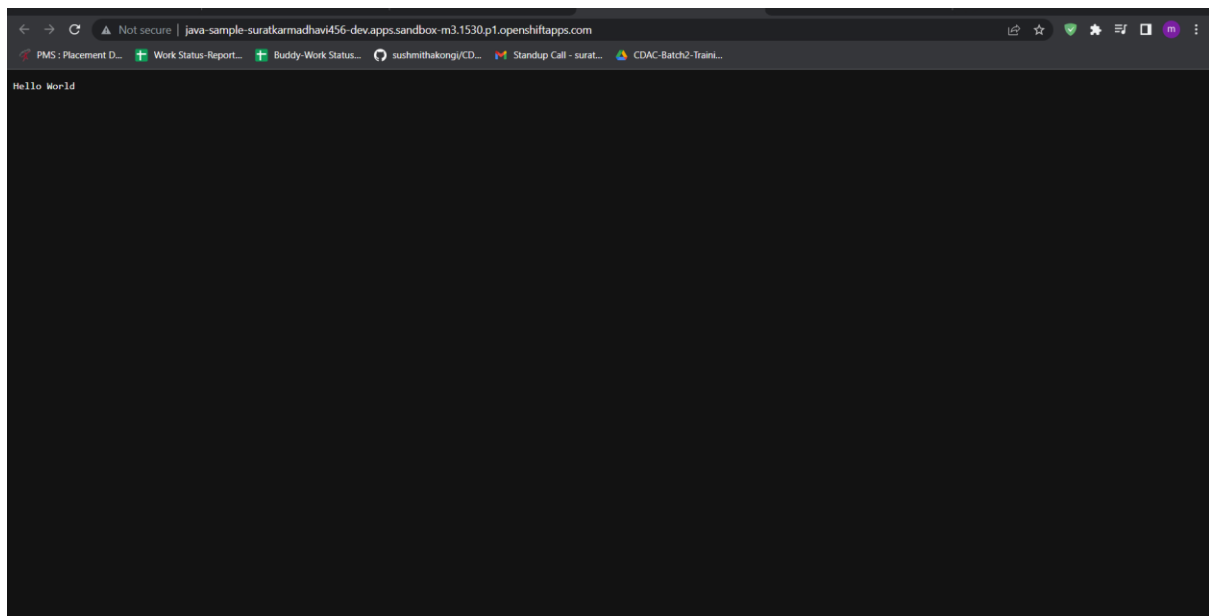 Not secure | java-sample-suratkarmadhavi456-dev.apps.sandbox-m3.1530.p1.openshiftapps.com
m
PMS : Placement D... Work Status-Report... Buddy-Work Status... sushmithakongi/CD... Standup Call - surat... CDAC-Batch2-Traini...
Hello World